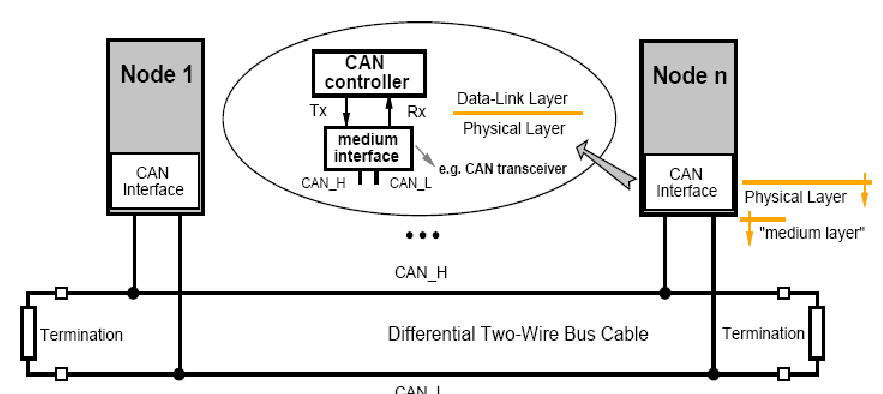 Node 1
CAN
Interface
CAN
controller
Tx
Rx
medium
interface
CAN_H
CAN_L
Data-Link Layer
Physical Layer
e.g. CAN transceiver
Node n
CAN
Interface
Physical Layer
"medium layer"
•••
CAN_H
Termination
Differential Two-Wire Bus Cable
Termination